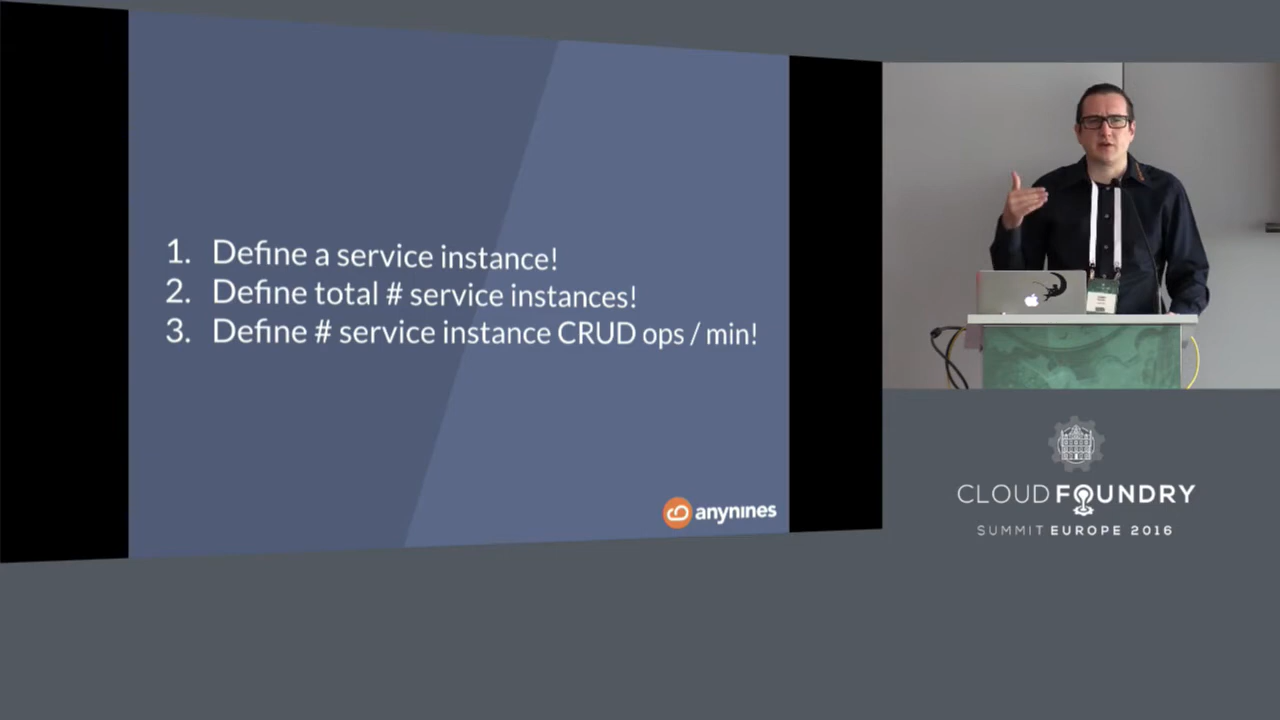 1. Define a service instance!
2. Define total # service instances!
3. Define # service instance CRUD ops / min!
anynines
CLOUD FOUNDRY
SUMMIT EUROPE 2016